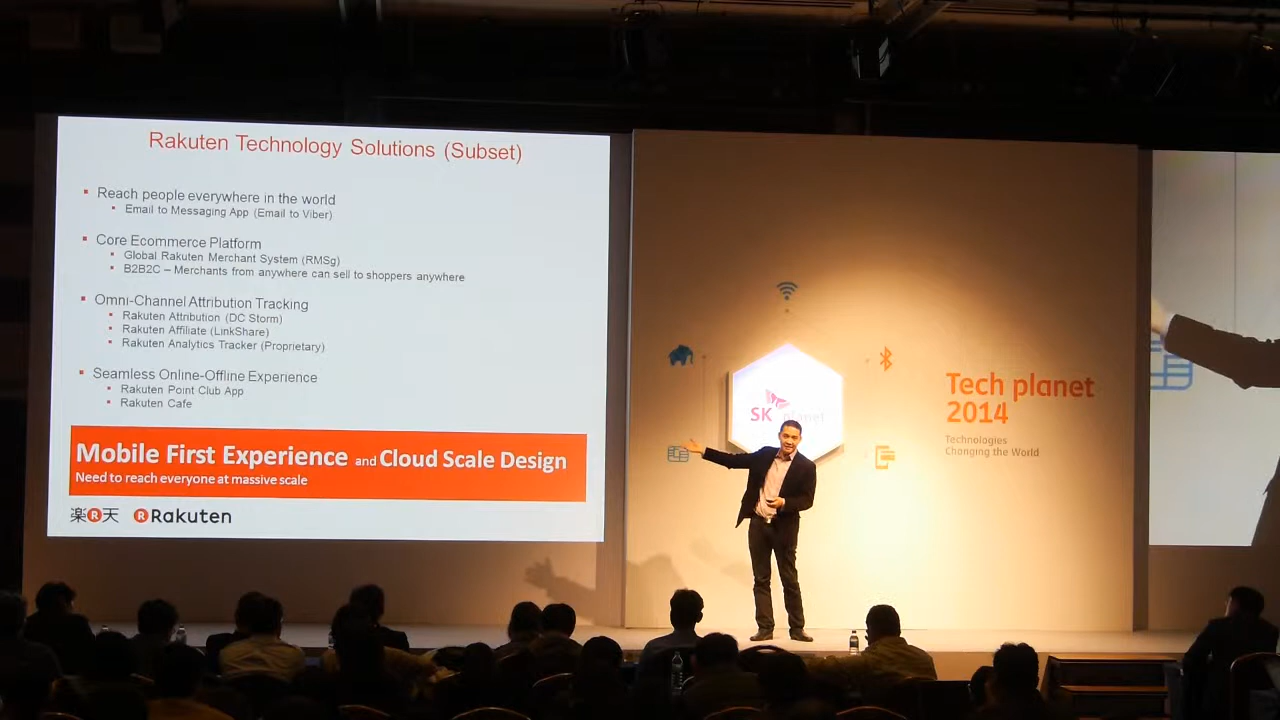 Rakuten Technology Solutions (Subset)
Reach people everywhere in the world
Email to Messaging App (Email to Viber)
Core Ecommerce Platform
Global Rakuten Merchant System (RMSg)
B2B2C – Merchants from anywhere can sell to shoppers anywhere
Omni-Channel Attribution Tracking
Rakuten Attribution (DC Storm)
Rakuten Affiliate (LinkShare)
Rakuten Analytics Tracker (Proprietary)
Seamless Online-Offline Experience
Rakuten Point Club App
Rakuten Cafe
Mobile First Experience and Cloud Scale Design
Need to reach everyone at massive scale
楽R天 R Rakuten
SK planet
Tech planet
2014
Technologies
Changing the World